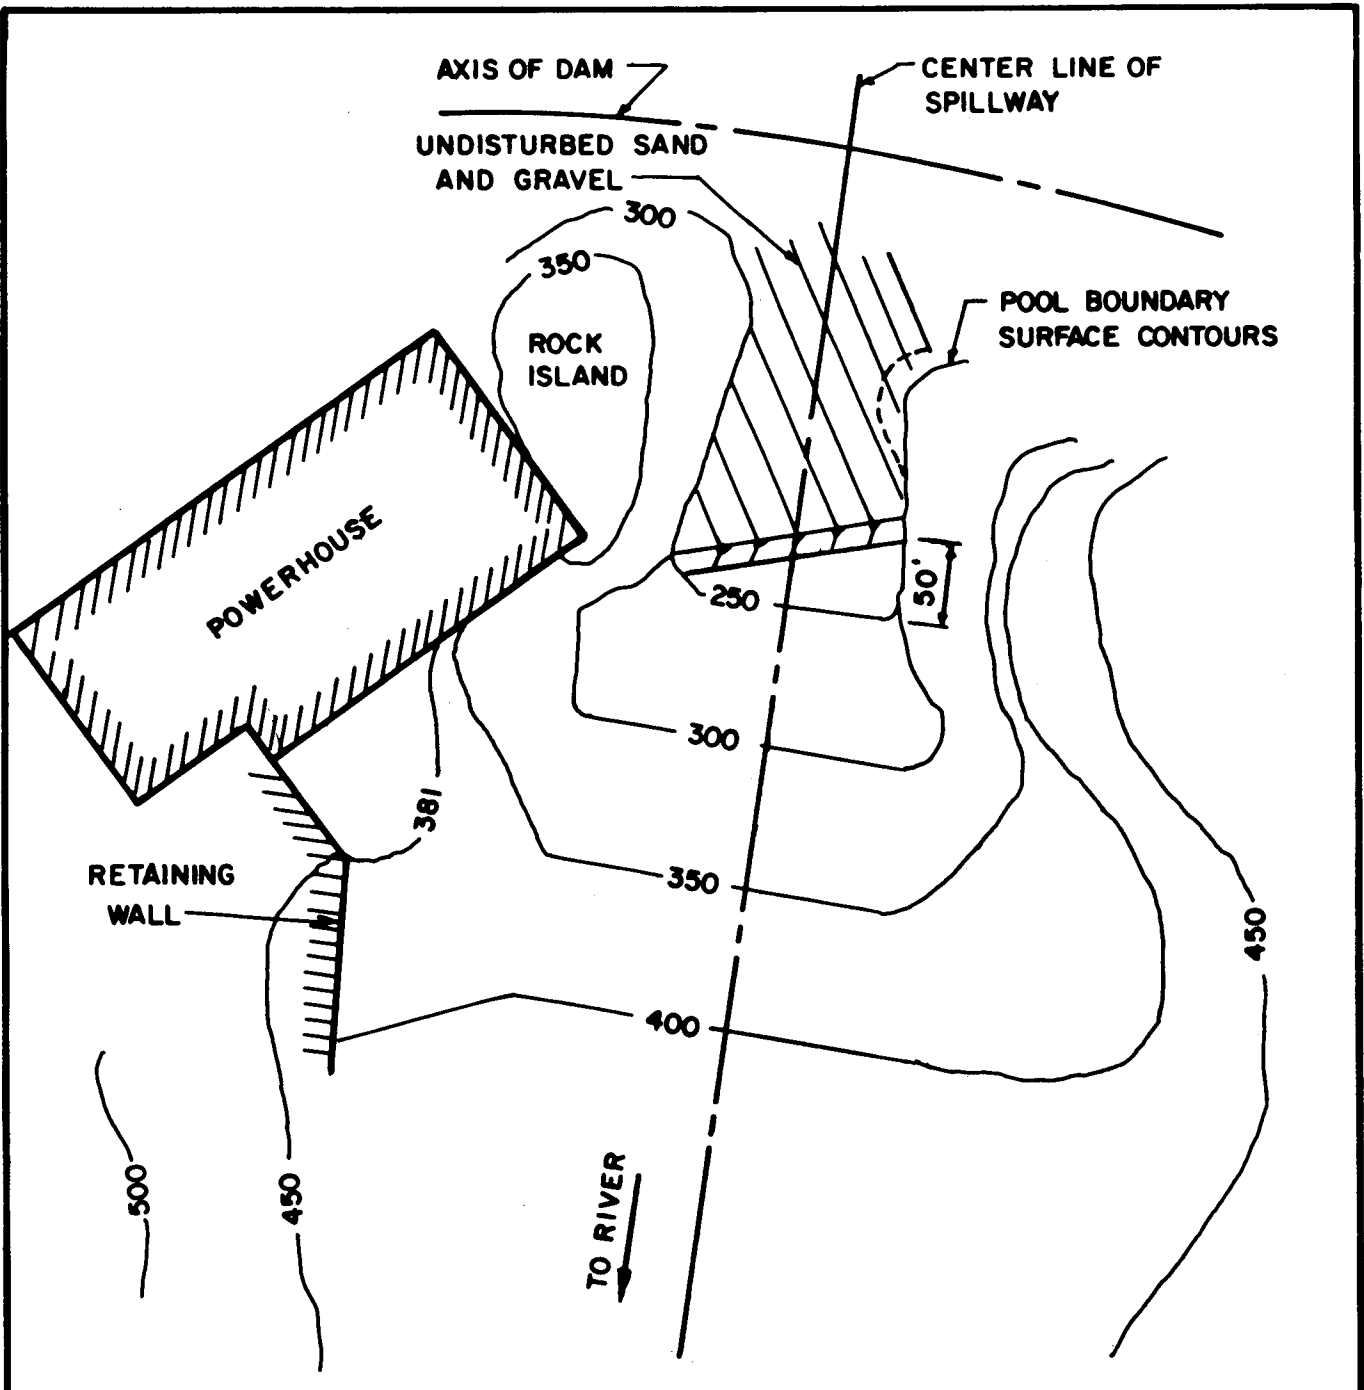 AXIS OF DAM
CENTER LINE OF
SPILLWAY
UNDISTURBED SAND
AND GRAVEL
300
350
ROCK
ISLAND
POOL BOUNDARY
SURFACE CONTOURS
POWERHOUSE
250
50'
300
381
350
RETAINING
WALL
450
400
500
450
TO RIVER